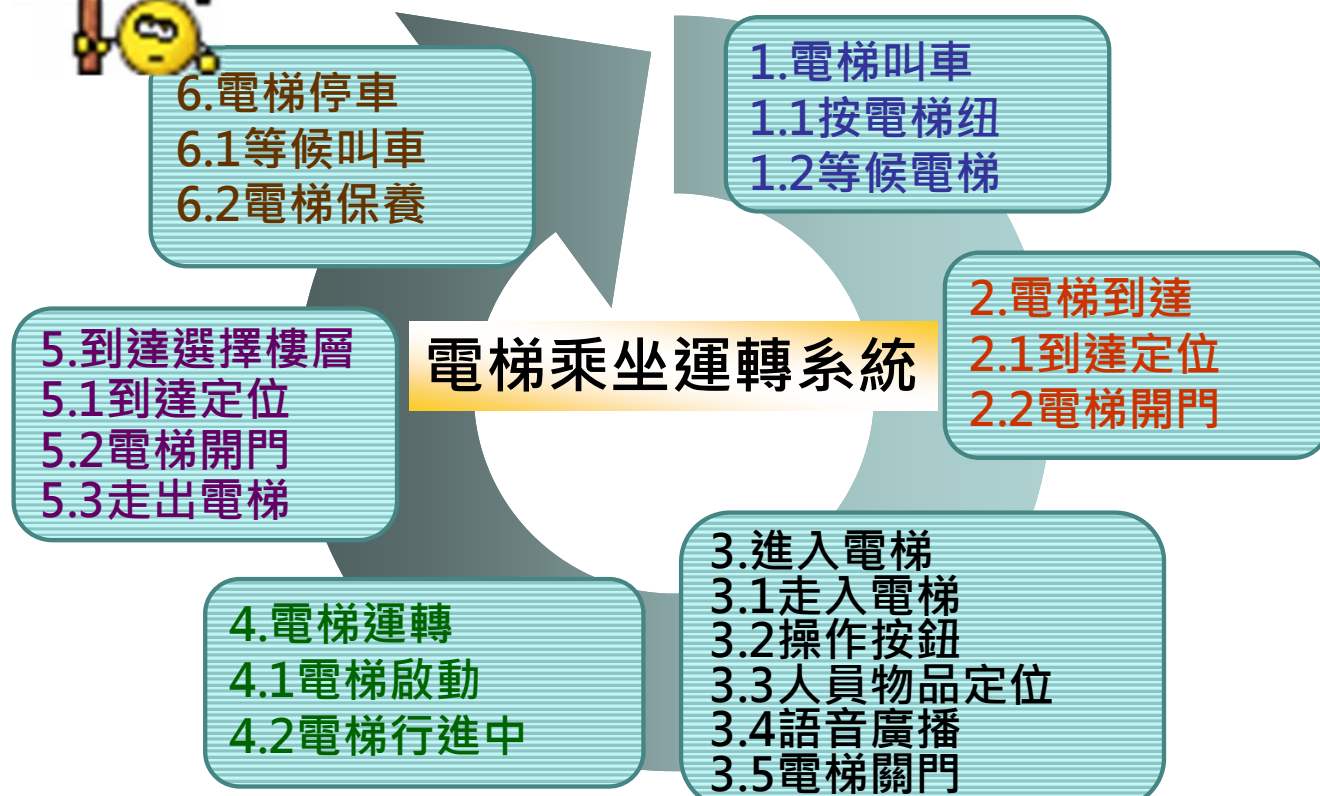 電梯乘坐運轉系統
1.電梯叫車
1.1按電梯纽
1.2等候電梯
2.電梯到達
2.1到達定位
2.2電梯開門
3.進入電梯
3.1走入電梯
3.2操作按鈕
3.3人員物品定位
3.4語音廣播
3.5電梯關門
4.電梯運轉
4.1電梯啟動
4.2電梯行進中
5.到達選擇樓層
5.1到達定位
5.2電梯開門
5.3走出電梯
6.電梯停車
6.1等候叫車
6.2電梯保養